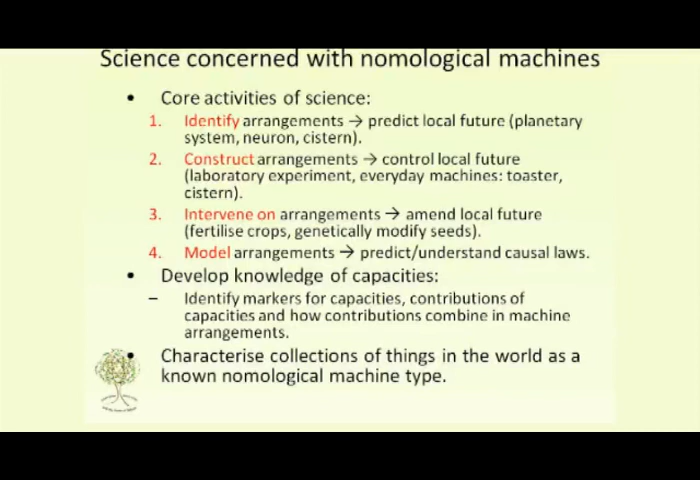 Science concerned with nomological machines
• Core activities of science:
1. Identify arrangements → predict local future (planetary
system, neuron, cistern).
2. Construct arrangements → control local future
(laboratory experiment, everyday machines: toaster,
cistern).
3. Intervene on arrangements → amend local future
(fertilise crops, genetically modify seeds).
4. Model arrangements → predict/understand causal laws.
• Develop knowledge of capacities:
– Identify markers for capacities, contributions of
capacities and how contributions combine in machine
arrangements.
• Characterise collections of things in the world as a
known nomological machine type.